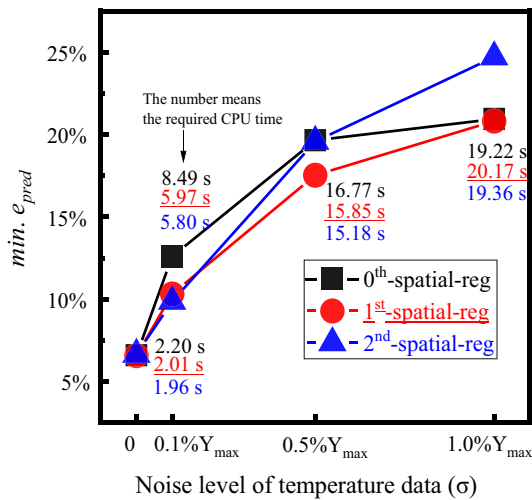 25%
20%
15%
10%
5%
min. e_pred
The number means
the required CPU time
8.49 s
5.97 s
5.80 s
2.20 s
2.01 s
1.96 s
16.77 s
15.85 s
15.18 s
19.22 s
20.17 s
19.36 s
0th-spatial-reg
1st-spatial-reg
2nd-spatial-reg
0 0.1%Ymax 0.5%Ymax 1.0%Ymax
Noise level of temperature data (σ)